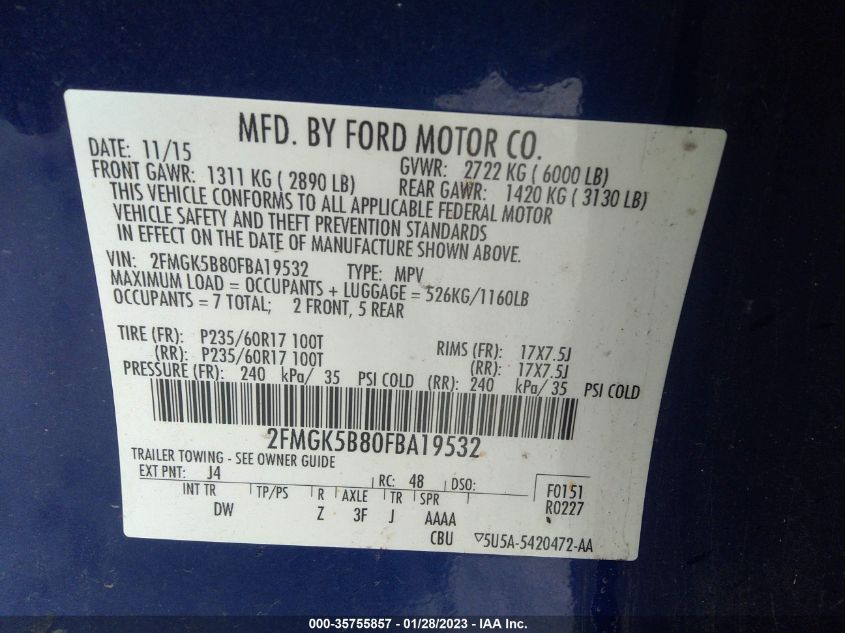 MFD. BY FORD MOTOR CO.
DATE: 11/15 GVWR: 2722 KG ( 6000 LB)
FRONT GAWR: 1311 KG ( 2890 LB) REAR GAWR: 1420 KG ( 3130 LB)
THIS VEHICLE CONFORMS TO ALL APPLICABLE FEDERAL MOTOR
VEHICLE SAFETY AND THEFT PREVENTION STANDARDS
IN EFFECT ON THE DATE OF MANUFACTURE SHOWN ABOVE.
VIN: 2FMGK5B80FBA19532 TYPE: MPV
MAXIMUM LOAD = OCCUPANTS + LUGGAGE = 526KG/1160LB
OCCUPANTS = 7 TOTAL; 2 FRONT, 5 REAR
TIRE (FR): P235/60R17 100T RIMS (FR): 17X7.5J
(RR): P235/60R17 100T (RR): 17X7.5J
PRESSURE (FR): 240 kPa/ 35 PSI COLD (RR): 240 kPa/ 35 PSI COLD
2FMGK5B80FBA19532
TRAILER TOWING - SEE OWNER GUIDE
EXT PNT: J4 RC: 48 DSO: F0151
INT TR TP/PS R AXLE TR SPR R0227
DW Z 3F J AAAA
CBU ▽5U5A-5420472-AA
000-35755857 | 01/28/2023 - IAA Inc.